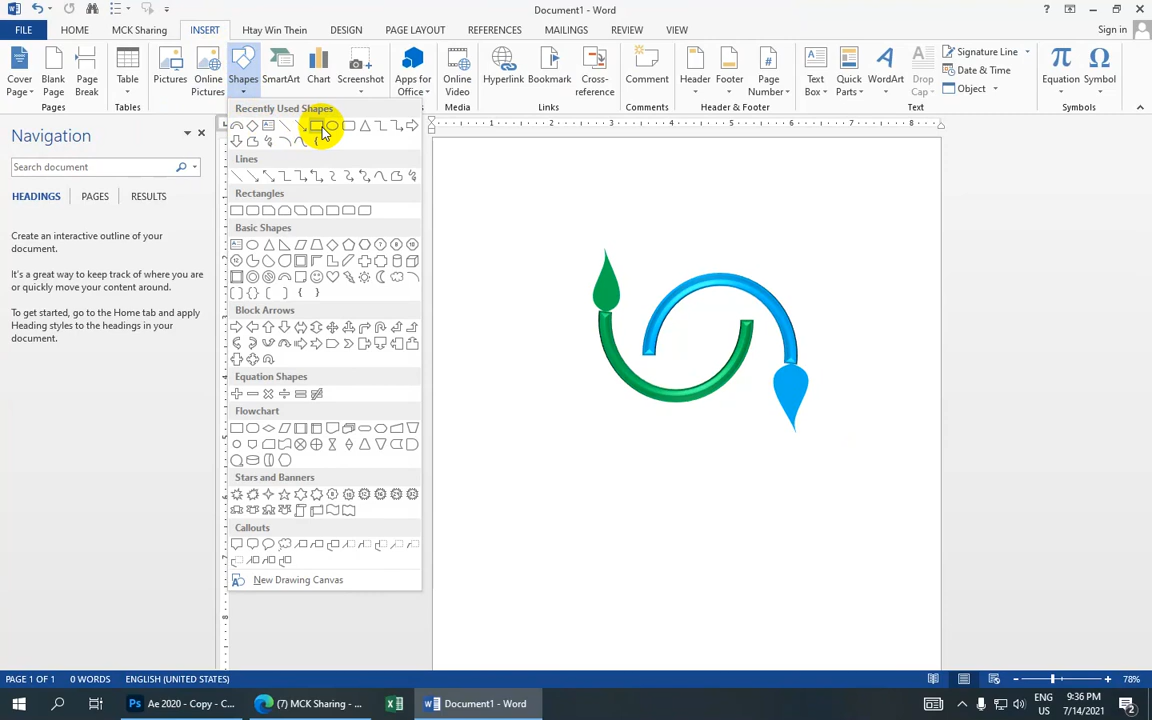 Document1 - Word
Sign in
FILE
HOME
MCK Sharing
INSERT
Htay Win Thein
DESIGN
PAGE LAYOUT
REFERENCES
MAILINGS
REVIEW
VIEW
Cover Page
Blank Page
Page Break
Table
Pictures
Online Pictures
Shapes
SmartArt
Chart
Screenshot
Apps for Office
Online Video
Hyperlink
Bookmark
Cross-reference
Comment
Header
Footer
Page Number
Text Box
Quick Parts
WordArt
Drop Cap
Signature Line
Date & Time
Object
Equation
Symbol
Pages
Tables
Media
Links
Comments
Header & Footer
Text
Symbols
Navigation
Search document
HEADINGS
PAGES
RESULTS
Create an interactive outline of your
document.
It's a great way to keep track of where you are
or quickly move your content around.
To get started, go to the Home tab and apply
Heading styles to the headings in your
document.
Recently Used Shapes
Lines
Rectangles
Basic Shapes
Block Arrows
Equation Shapes
Flowchart
Stars and Banners
Callouts
New Drawing Canvas
PAGE 1 OF 1
0 WORDS
ENGLISH (UNITED STATES)
78%
Ae 2020 - Copy - C...
(7) MCK Sharing - ...
Document1 - Word
ENG
US
9:36 PM
7/14/2021
2